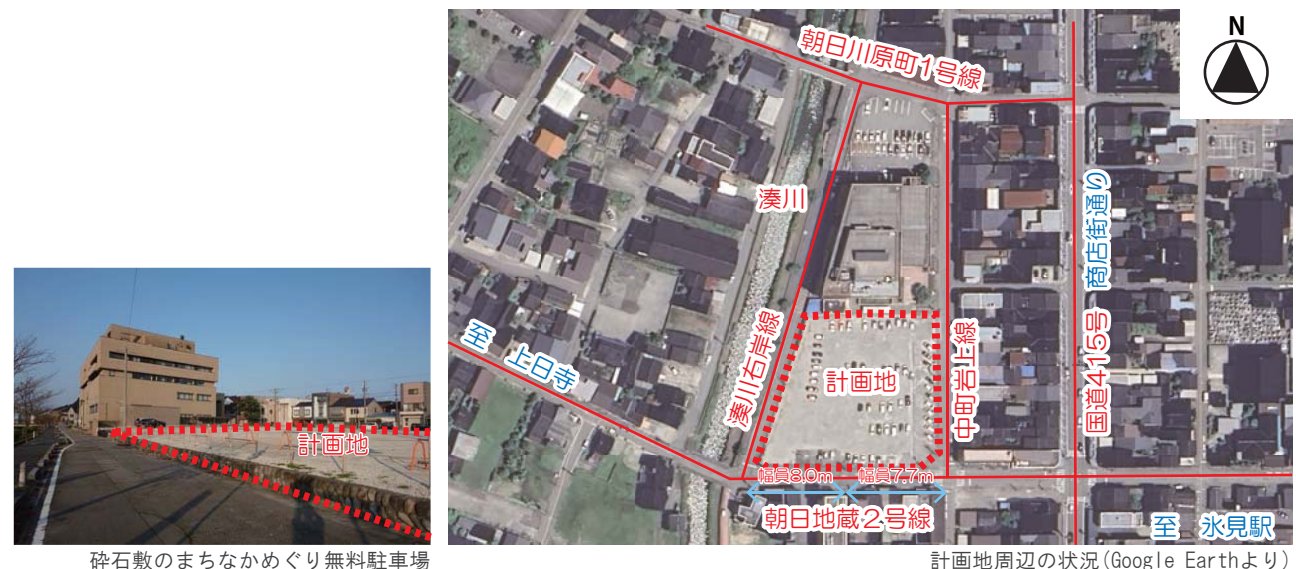 N
朝日川原町1号線
湊川
国道415号 商店街通り
至 上日寺
湊川右岸線
計画地
中町岩上線
計画地
幅員8.0m
幅員7.7m
朝日地蔵2号線
至 氷見駅
砕石敷のまちなかめぐり無料駐車場
計画地周辺の状況(Google Earthより)